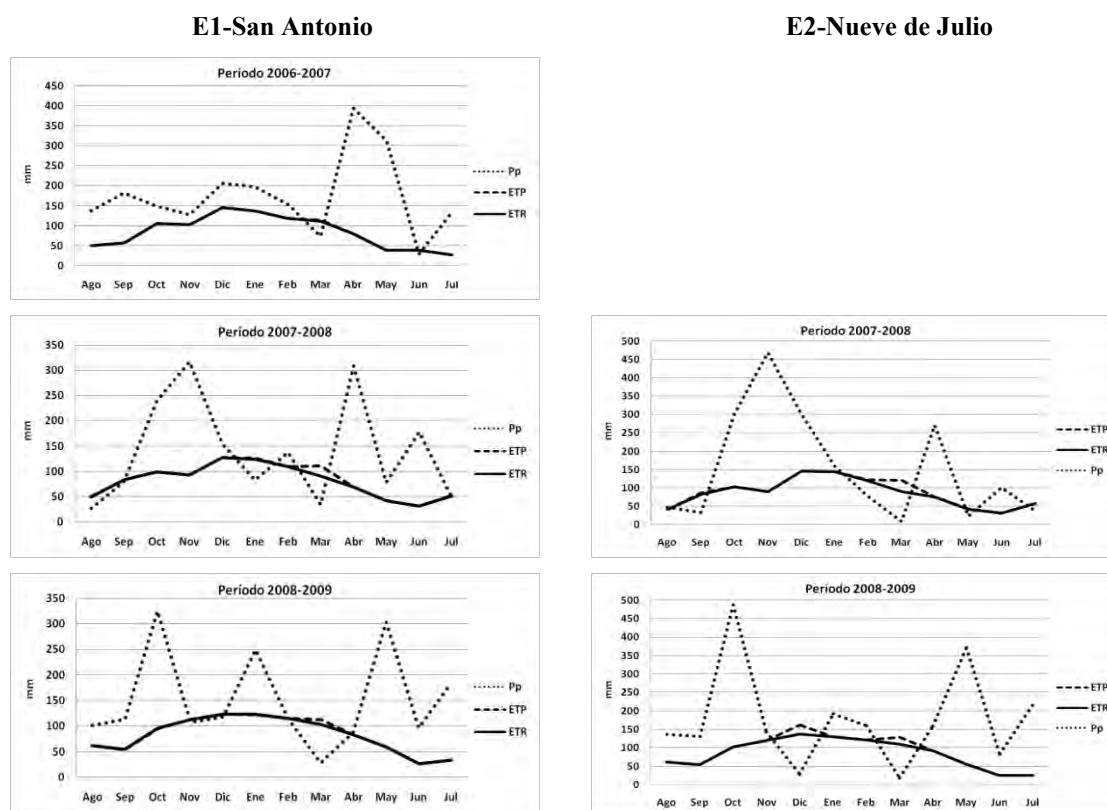 E1-San Antonio
E2-Nueve de Julio
Período 2006-2007
450
400
350
300
250
200
150
100
50
0
mm
Ago Sep Oct Nov Dic Ene Feb Mar Abr May Jun Jul
Pp
ETP
ETR
Período 2007-2008
350
300
250
200
150
100
50
0
mm
Ago Sep Oct Nov Dic Ene Feb Mar Abr May Jun Jul
Pp
ETP
ETR
Período 2007-2008
500
450
400
350
300
250
200
150
100
50
0
mm
Ago Sep Oct Nov Dic Ene Feb Mar Abr May Jun Jul
ETP
ETR
Pp
Período 2008-2009
350
300
250
200
150
100
50
0
mm
Ago Sep Oct Nov Dic Ene Feb Mar Abr May Jun Jul
Pp
ETP
ETR
Período 2008-2009
500
450
400
350
300
250
200
150
100
50
0
mm
Ago Sep Oct Nov Dic Ene Feb Mar Abr May Jun Jul
ETP
ETR
Pp